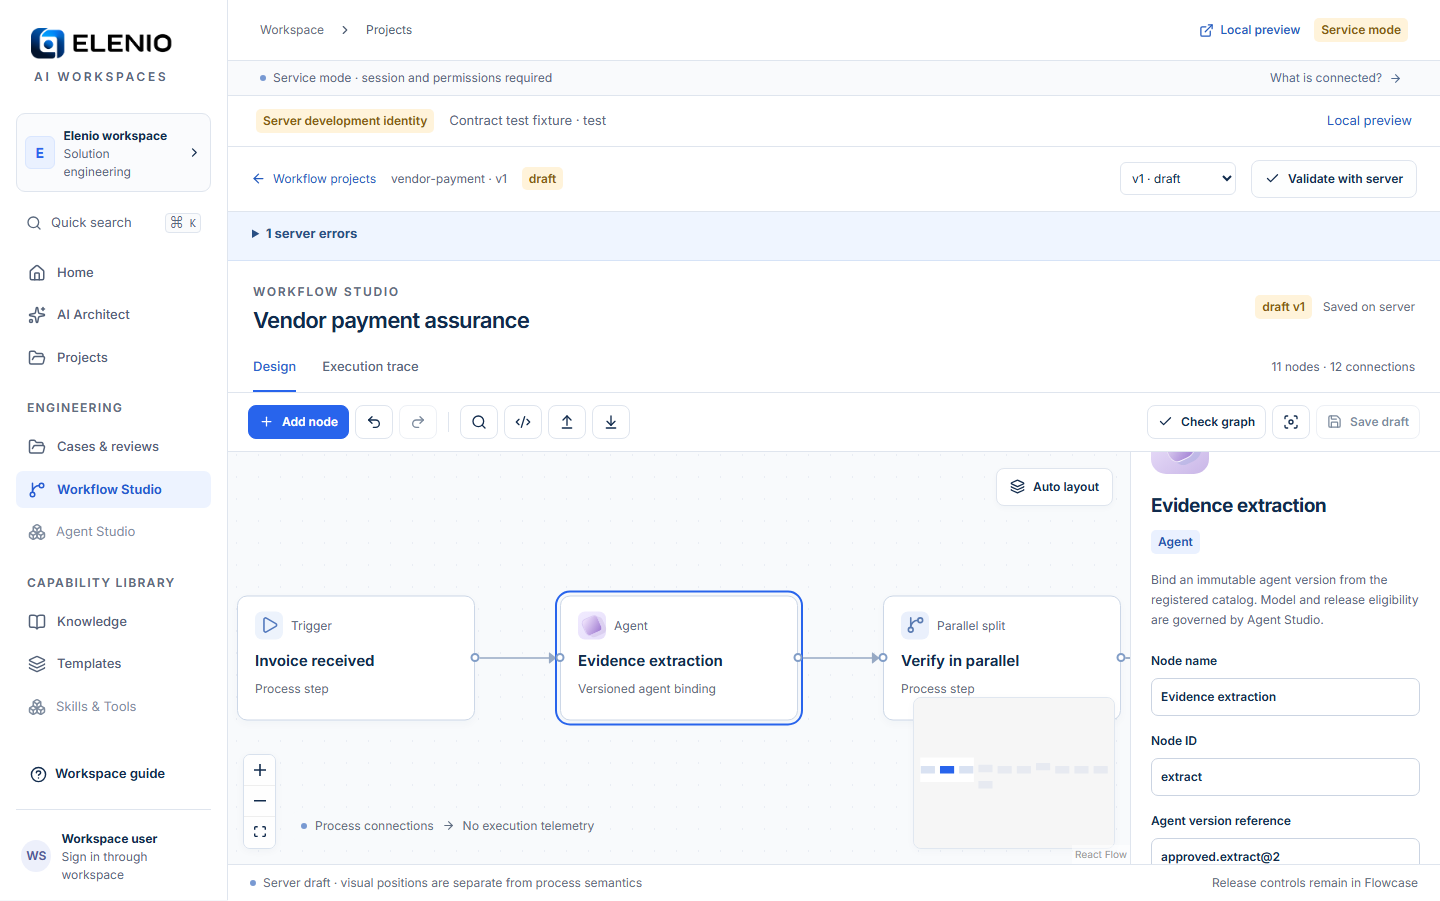 ELENIO
AI WORKSPACES
Elenio workspace
E
Solution
engineering
Quick search
⌘ K
Home
AI Architect
Projects
ENGINEERING
Cases & reviews
Workflow Studio
Agent Studio
CAPABILITY LIBRARY
Knowledge
Templates
Skills & Tools
Workspace guide
WS
Workspace user
Sign in through
workspace
Workspace
Projects
Local preview
Service mode
Service mode · session and permissions required
What is connected? →
Server development identity
Contract test fixture · test
Local preview
← Workflow projects
vendor-payment · v1
draft
v1 · draft
Validate with server
1 server errors
WORKFLOW STUDIO
Vendor payment assurance
draft v1
Saved on server
Design
Execution trace
11 nodes · 12 connections
+ Add node
Check graph
Save draft
Auto layout
Trigger
Invoice received
Process step
Agent
Evidence extraction
Versioned agent binding
Parallel split
Verify in parallel
Process step
Process connections → No execution telemetry
React Flow
Evidence extraction
Agent
Bind an immutable agent version from the
registered catalog. Model and release eligibility
are governed by Agent Studio.
Node name
Evidence extraction
Node ID
extract
Agent version reference
approved.extract@2
Server draft · visual positions are separate from process semantics
Release controls remain in Flowcase